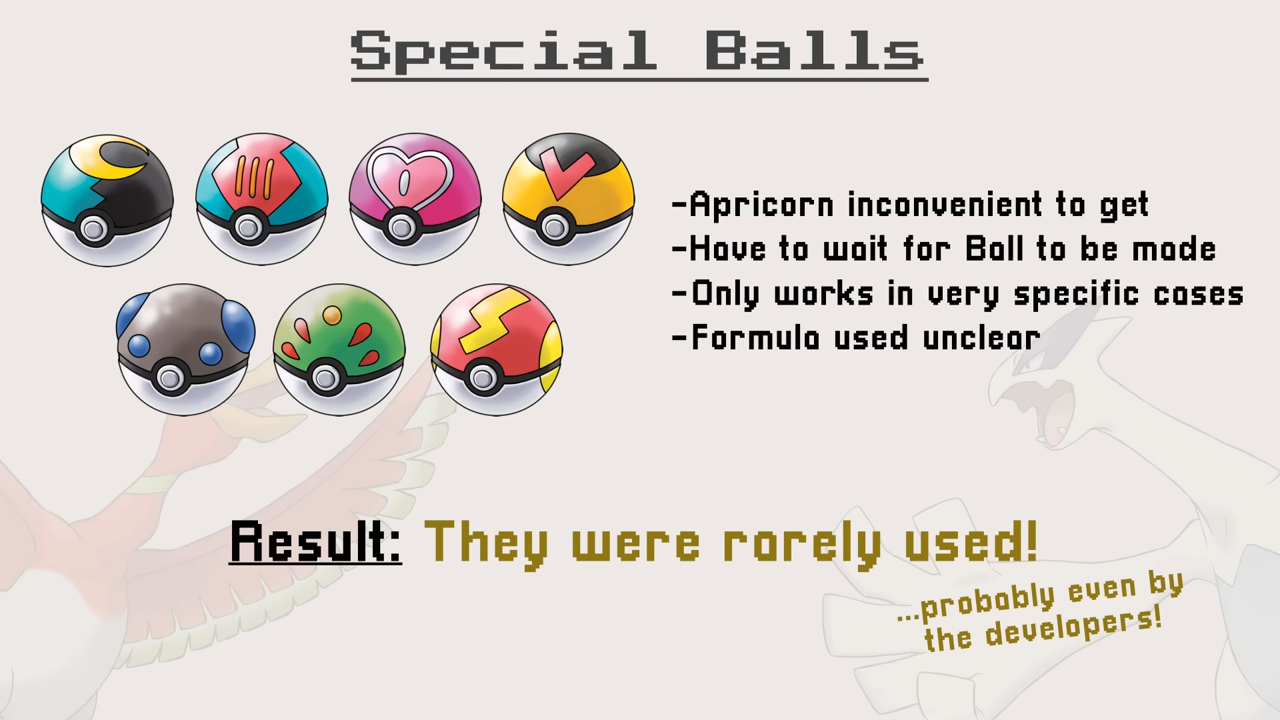 Special Balls
-Apricorn inconvenient to get
-Have to wait for Ball to be made
-Only works in very specific cases
-Formula used unclear
Result: They were rarely used!
...probably even by
the developers!